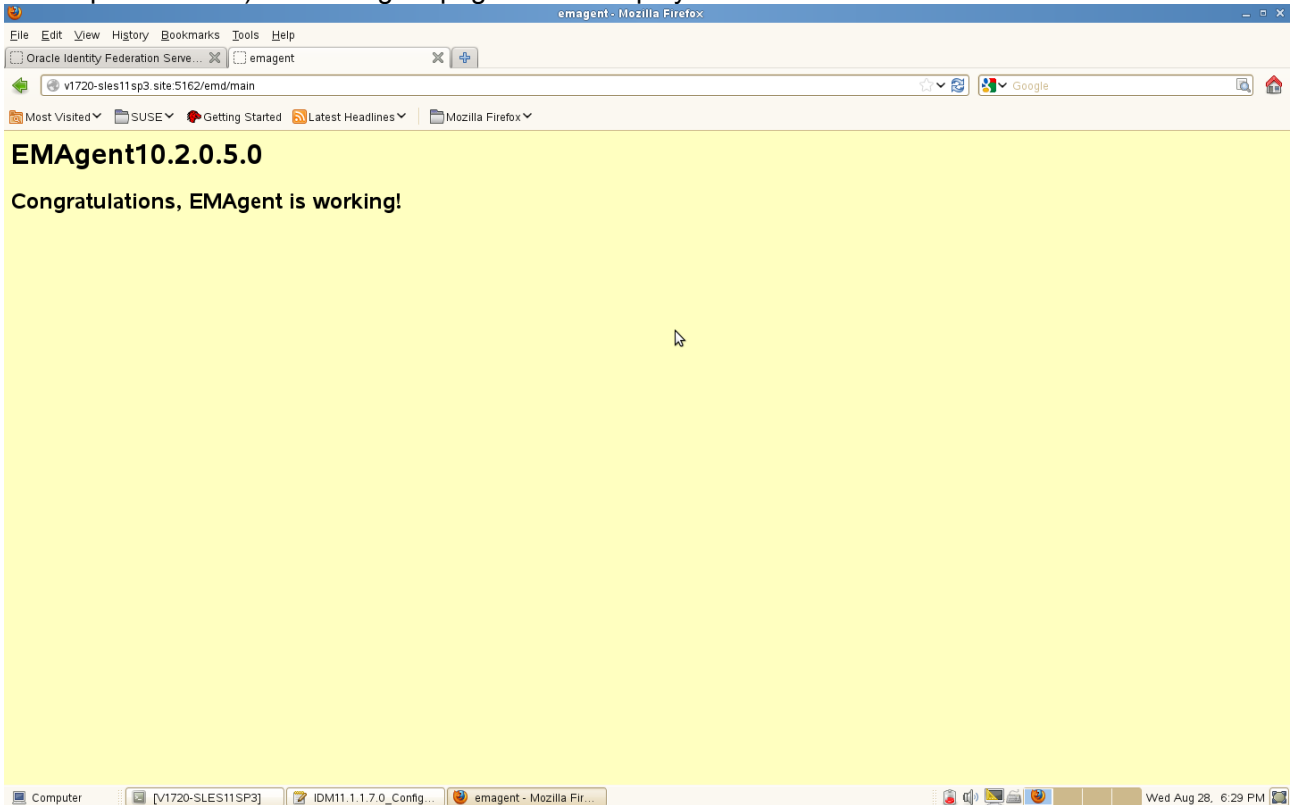 emagent - Mozilla Firefox
File Edit View History Bookmarks Tools Help
Oracle Identity Federation Serve... emagent
v1720-sles11sp3.site:5162/emd/main Google
Most Visited SUSE Getting Started Latest Headlines Mozilla Firefox
EMAgent10.2.0.5.0
Congratulations, EMAgent is working!
Computer [V1720-SLES11SP3] IDM11.1.1.7.0_Config... emagent - Mozilla Fir... Wed Aug 28, 6:29 PM